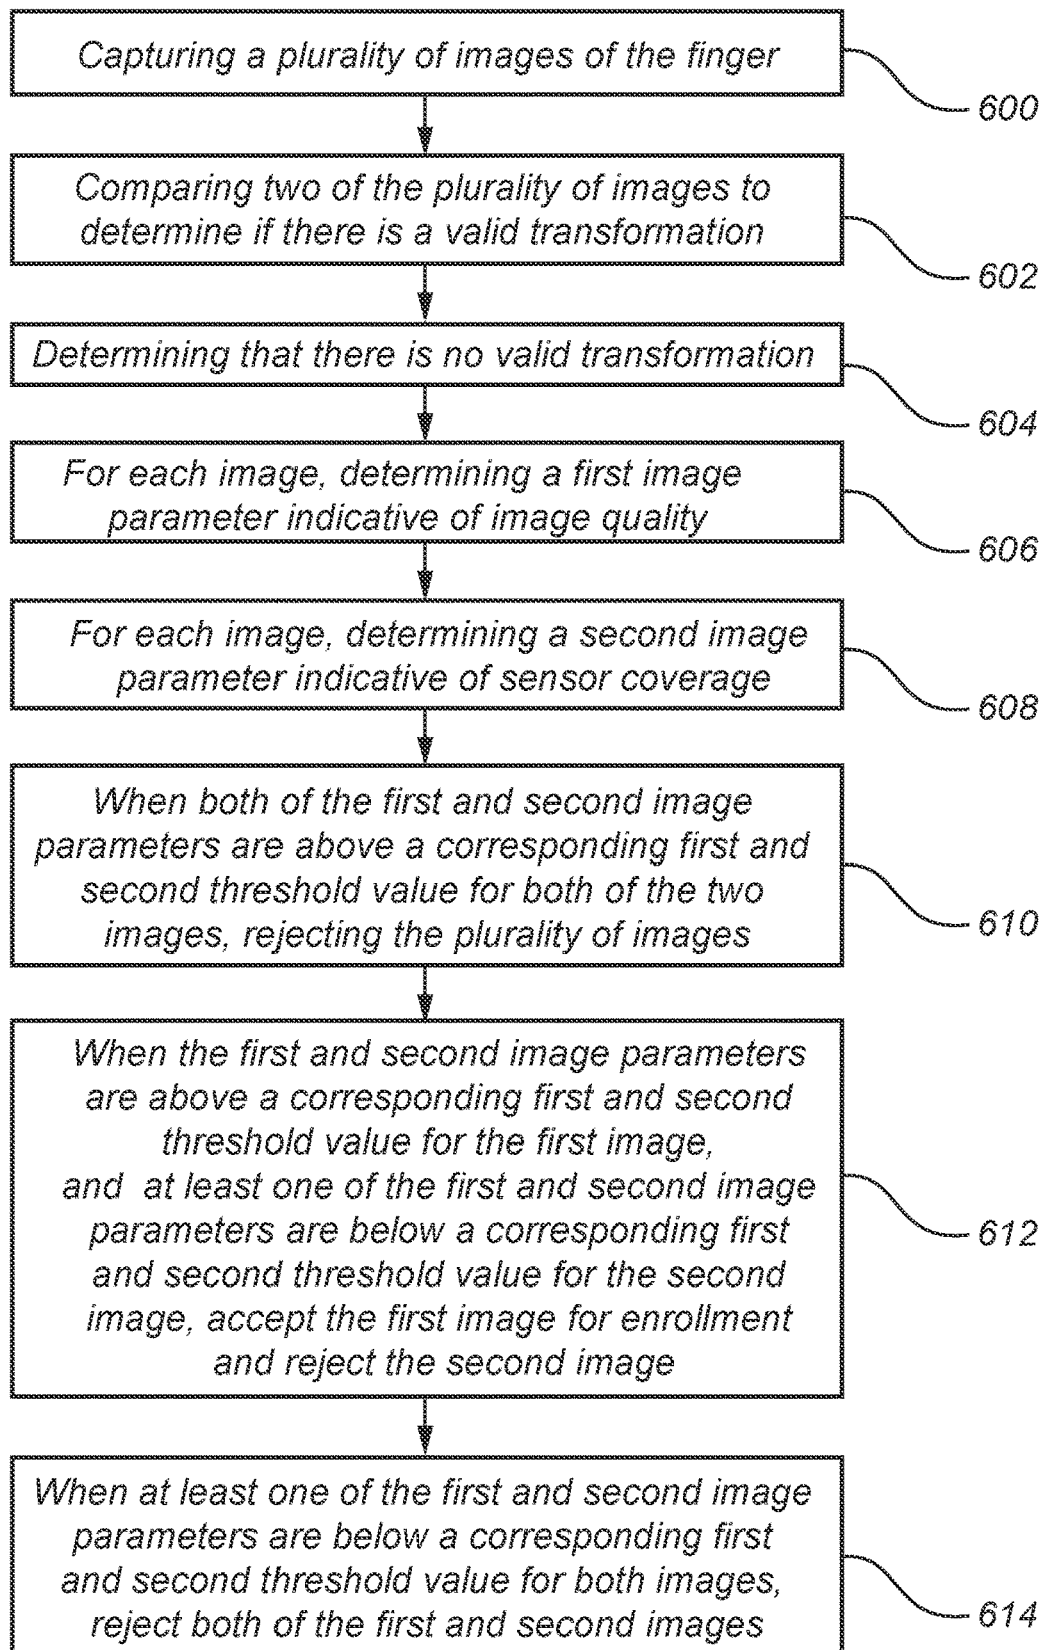 Capturing a plurality of images of the finger
600
Comparing two of the plurality of images to
determine if there is a valid transformation
602
Determining that there is no valid transformation
604
For each image, determining a first image
parameter indicative of image quality
606
For each image, determining a second image
parameter indicative of sensor coverage
608
When both of the first and second image
parameters are above a corresponding first and
second threshold value for both of the two
images, rejecting the plurality of images
610
When the first and second image parameters
are above a corresponding first and second
threshold value for the first image,
and at least one of the first and second image
parameters are below a corresponding first
and second threshold value for the second
image, accept the first image for enrollment
and reject the second image
612
When at least one of the first and second image
parameters are below a corresponding first
and second threshold value for both images,
reject both of the first and second images
614